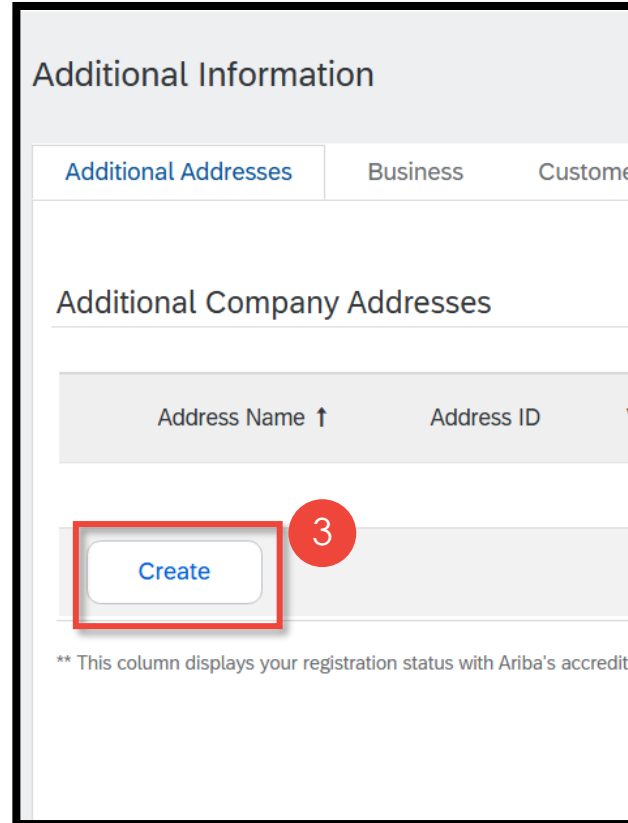 Additional Information
Additional Addresses Business Custome
Additional Company Addresses
Address Name ↑ Address ID
3
Create
** This column displays your registration status with Ariba's accredit